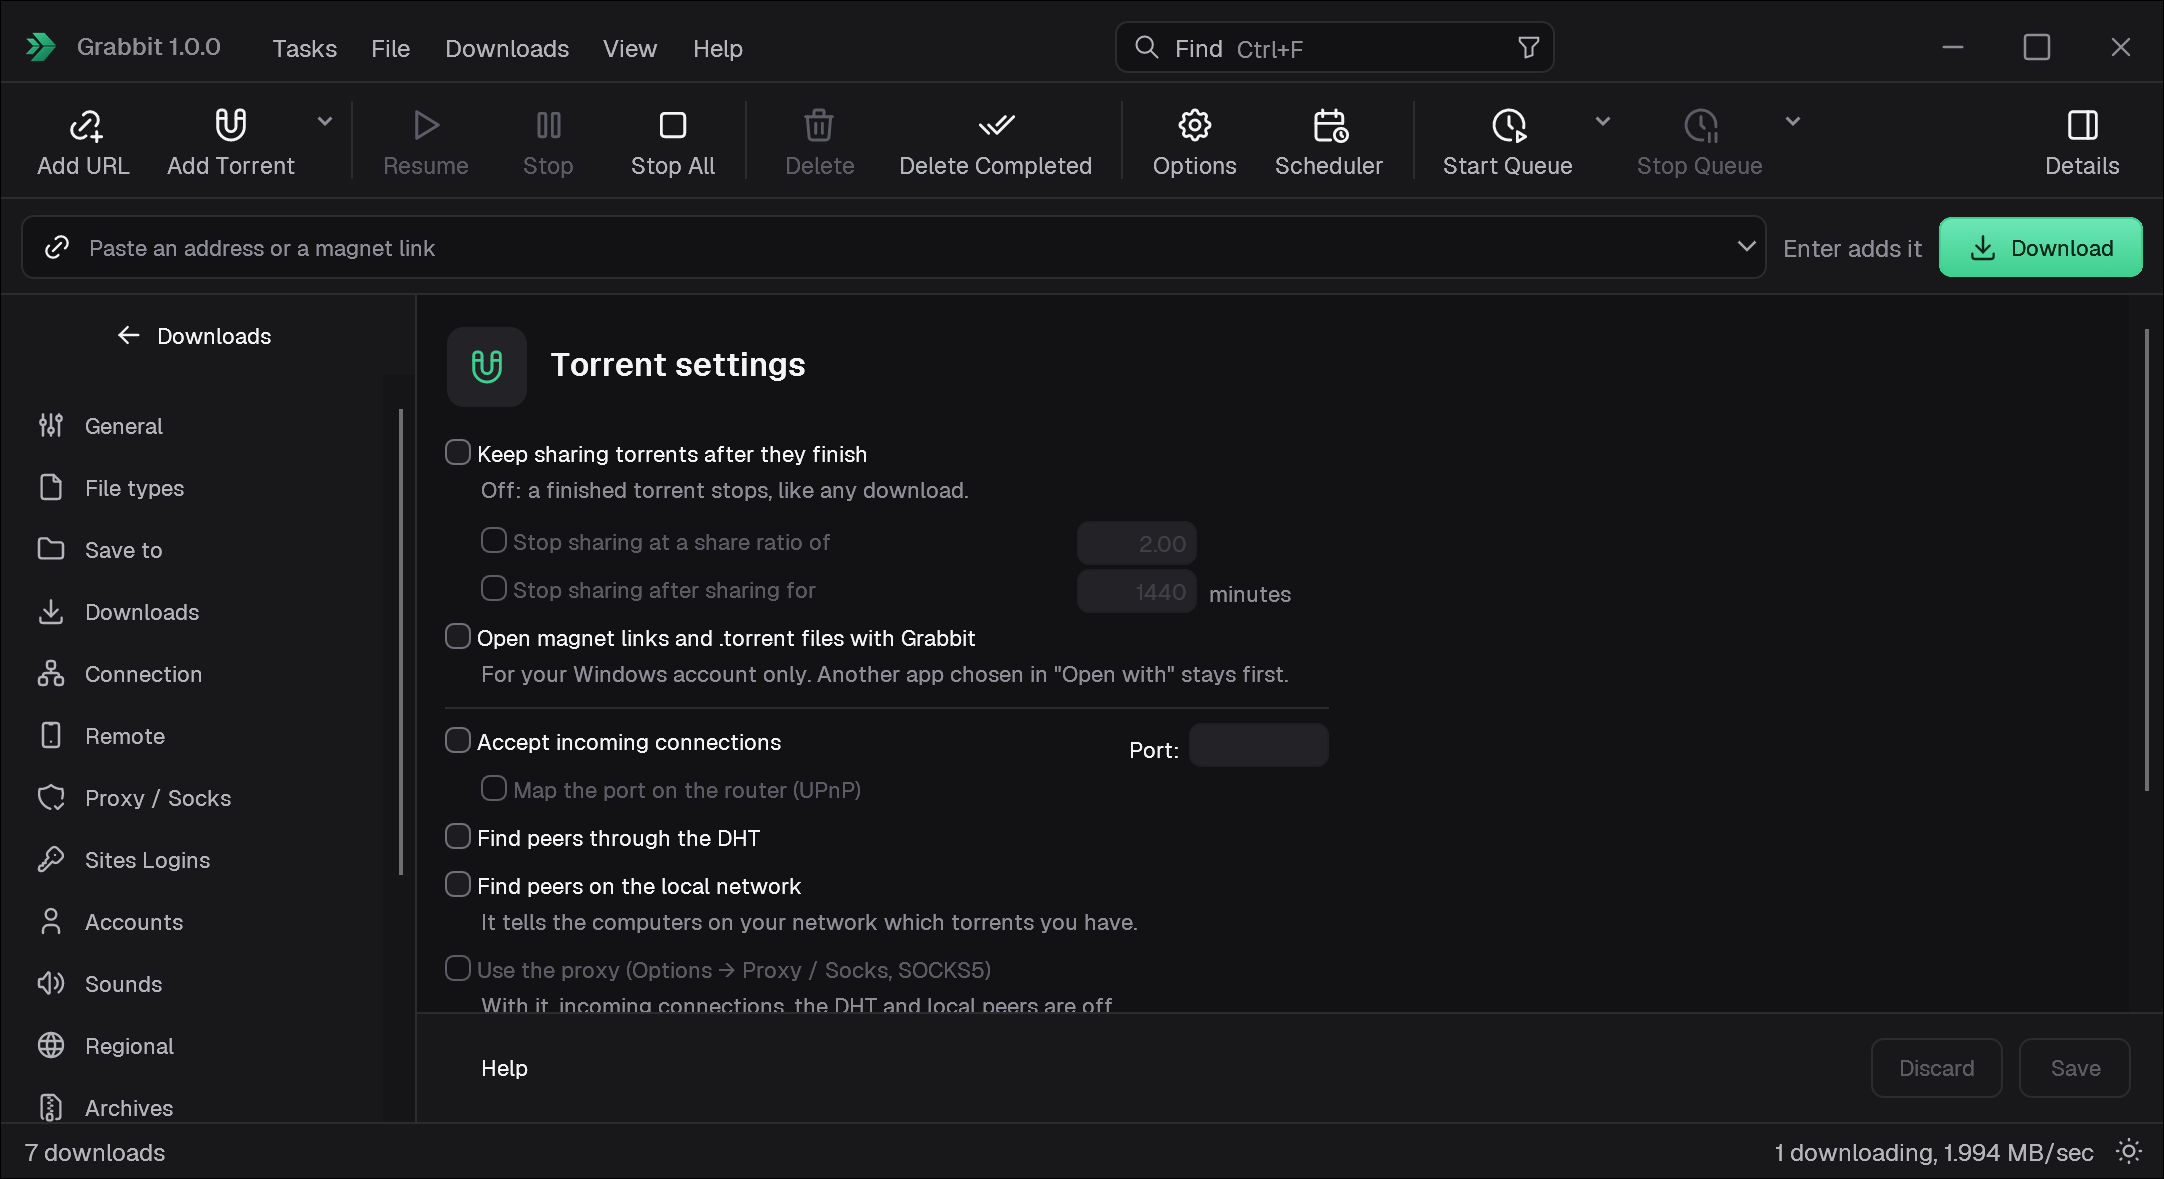 Grabbit 1.0.0
Tasks
File
Downloads
View
Help
Find Ctrl+F
Add URL
Add Torrent
Resume
Stop
Stop All
Delete
Delete Completed
Options
Scheduler
Start Queue
Stop Queue
Details
Paste an address or a magnet link
Enter adds it
Download
Downloads
General
File types
Save to
Downloads
Connection
Remote
Proxy / Socks
Sites Logins
Accounts
Sounds
Regional
Archives
Torrent settings
Keep sharing torrents after they finish
Off: a finished torrent stops, like any download.
Stop sharing at a share ratio of 2.00
Stop sharing after sharing for 1440 minutes
Open magnet links and .torrent files with Grabbit
For your Windows account only. Another app chosen in "Open with" stays first.
Accept incoming connections Port:
Map the port on the router (UPnP)
Find peers through the DHT
Find peers on the local network
It tells the computers on your network which torrents you have.
Use the proxy (Options → Proxy / Socks, SOCKS5)
With it, incoming connections, the DHT and local peers are off
Help
Discard
Save
7 downloads
1 downloading, 1.994 MB/sec